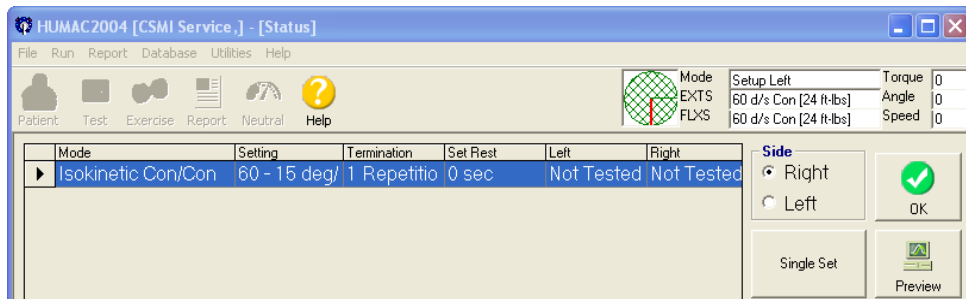 HUMAC2004 [CSMI Service,] - [Status]
File Run Report Database Utilities Help
Patient Test Exercise Report Neutral Help
Mode Setup Left Torque 0
EXTS 60 d/s Con [24 ft-lbs] Angle 0
FLXS 60 d/s Con [24 ft-lbs] Speed 0
Mode Setting Termination Set Rest Left Right
Isokinetic Con/Con 60 - 15 deg/ 1 Repetitio 0 sec Not Tested Not Tested
Side
Right
Left
OK
Single Set
Preview